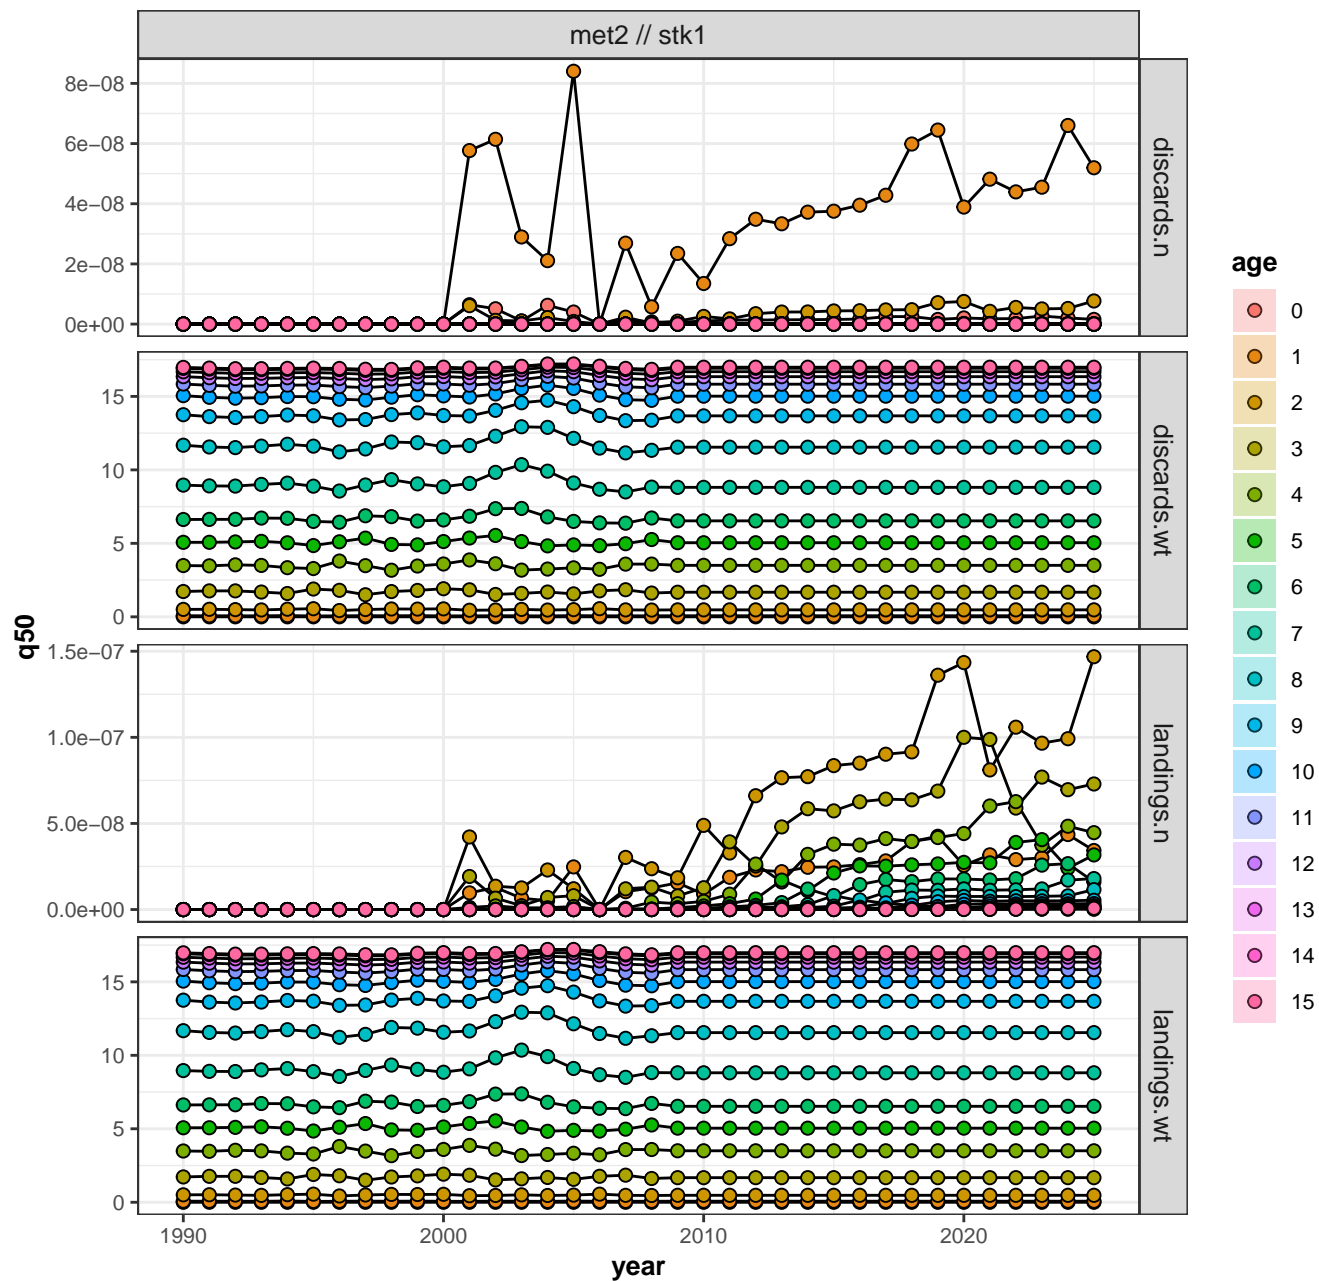 met2 // stk1
8e−08
6e−08
4e−08
2e−08
0e+00
discards.n
15
10
5
0
discards.wt
q50
1.5e−07
1.0e−07
5.0e−08
0.0e+00
landings.n
15
10
5
0
landings.wt
1990
2000
2010
2020
year
age
0
1
2
3
4
5
6
7
8
9
10
11
12
13
14
15